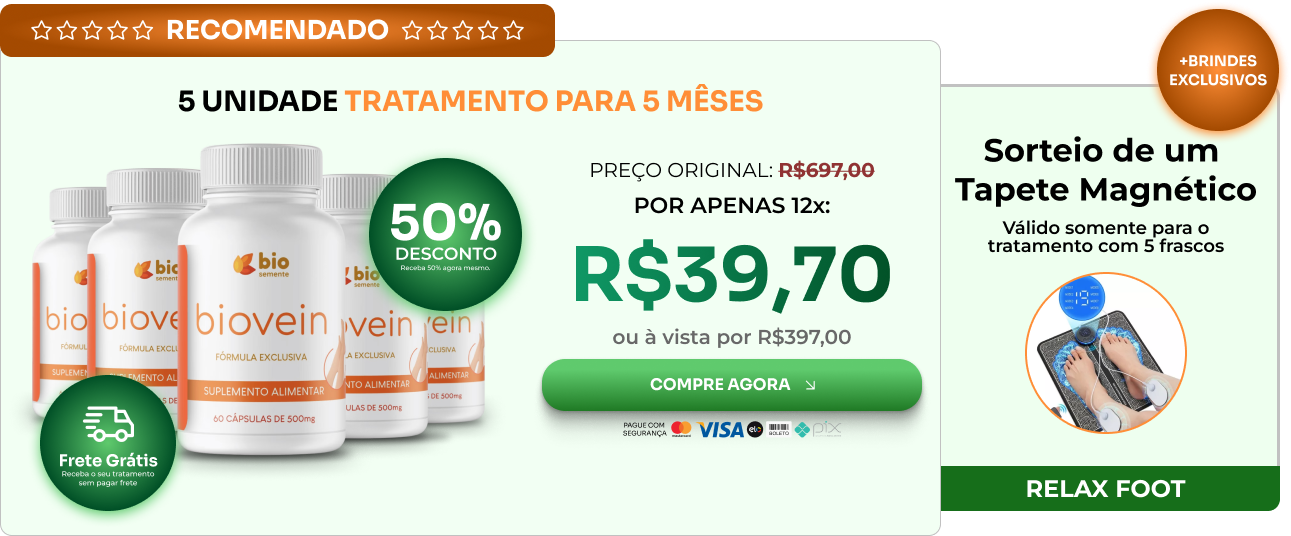 RECOMENDADO
+BRINDES
EXCLUSIVOS
5 UNIDADE TRATAMENTO PARA 5 MÊSES
PREÇO ORIGINAL: R$697,00
POR APENAS 12x:
R$39,70
ou à vista por R$397,00
COMPRE AGORA
PAGUE COM
SEGURANÇA
mastercard
VISA
elo
BOLETO
pix
50%
DESCONTO
Receba 50% agora mesmo.
bio
semente
biovein
FÓRMULA EXCLUSIVA
SUPLEMENTO ALIMENTAR
60 CÁPSULAS DE 500mg
Frete Grátis
Receba o seu tratamento
sem pagar frete
Sorteio de um
Tapete Magnético
Válido somente para o
tratamento com 5 frascos
19
RELAX FOOT